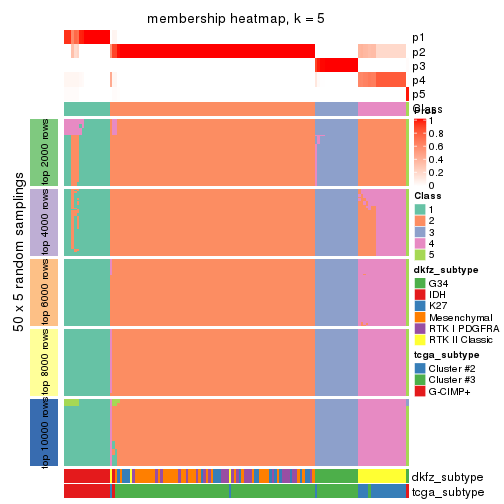 membership heatmap, k = 5
p1
p2
p3
p4
p5
Class
Prob
1
0.8
0.6
0.4
0.2
0
Class
1
2
3
4
5
dkfz_subtype
G34
IDH
K27
Mesenchymal
RTK I PDGFRA
RTK II Classic
tcga_subtype
Cluster #2
Cluster #3
G-CIMP+
50 x 5 random samplings
top 2000 rows
top 4000 rows
top 6000 rows
top 8000 rows
top 10000 rows
dkfz_subtype
tcga_subtype